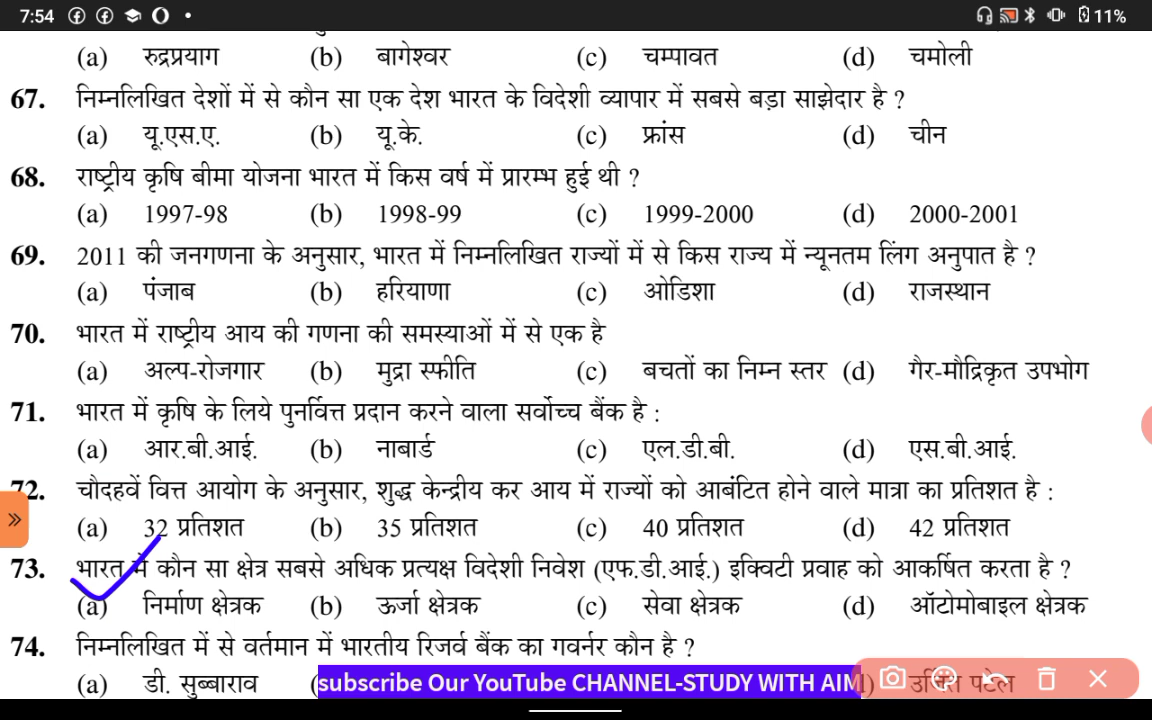 7:54 11%
(a) रुद्रप्रयाग (b) बागेश्वर (c) चम्पावत (d) चमोली
67. निम्नलिखित देशों में से कौन सा एक देश भारत के विदेशी व्यापार में सबसे बड़ा साझेदार है ?
(a) यू.एस.ए. (b) यू.के. (c) फ्रांस (d) चीन
68. राष्ट्रीय कृषि बीमा योजना भारत में किस वर्ष में प्रारम्भ हुई थी ?
(a) 1997-98 (b) 1998-99 (c) 1999-2000 (d) 2000-2001
69. 2011 की जनगणना के अनुसार, भारत में निम्नलिखित राज्यों में से किस राज्य में न्यूनतम लिंग अनुपात है ?
(a) पंजाब (b) हरियाणा (c) ओडिशा (d) राजस्थान
70. भारत में राष्ट्रीय आय की गणना की समस्याओं में से एक है
(a) अल्प-रोजगार (b) मुद्रा स्फीति (c) बचतों का निम्न स्तर (d) गैर-मौद्रिकृत उपभोग
71. भारत में कृषि के लिये पुनर्वित्त प्रदान करने वाला सर्वोच्च बैंक है :
(a) आर.बी.आई. (b) नाबार्ड (c) एल.डी.बी. (d) एस.बी.आई.
72. चौदहवें वित्त आयोग के अनुसार, शुद्ध केन्द्रीय कर आय में राज्यों को आबंटित होने वाले मात्रा का प्रतिशत है :
(a) 32 प्रतिशत (b) 35 प्रतिशत (c) 40 प्रतिशत (d) 42 प्रतिशत
73. भारत में कौन सा क्षेत्र सबसे अधिक प्रत्यक्ष विदेशी निवेश (एफ.डी.आई.) इक्विटी प्रवाह को आकर्षित करता है ?
(a) निर्माण क्षेत्रक (b) ऊर्जा क्षेत्रक (c) सेवा क्षेत्रक (d) ऑटोमोबाइल क्षेत्रक
74. निम्नलिखित में से वर्तमान में भारतीय रिजर्व बैंक का गवर्नर कौन है ?
(a) डी. सुब्बाराव subscribe Our YouTube CHANNEL-STUDY WITH AIM पटेल